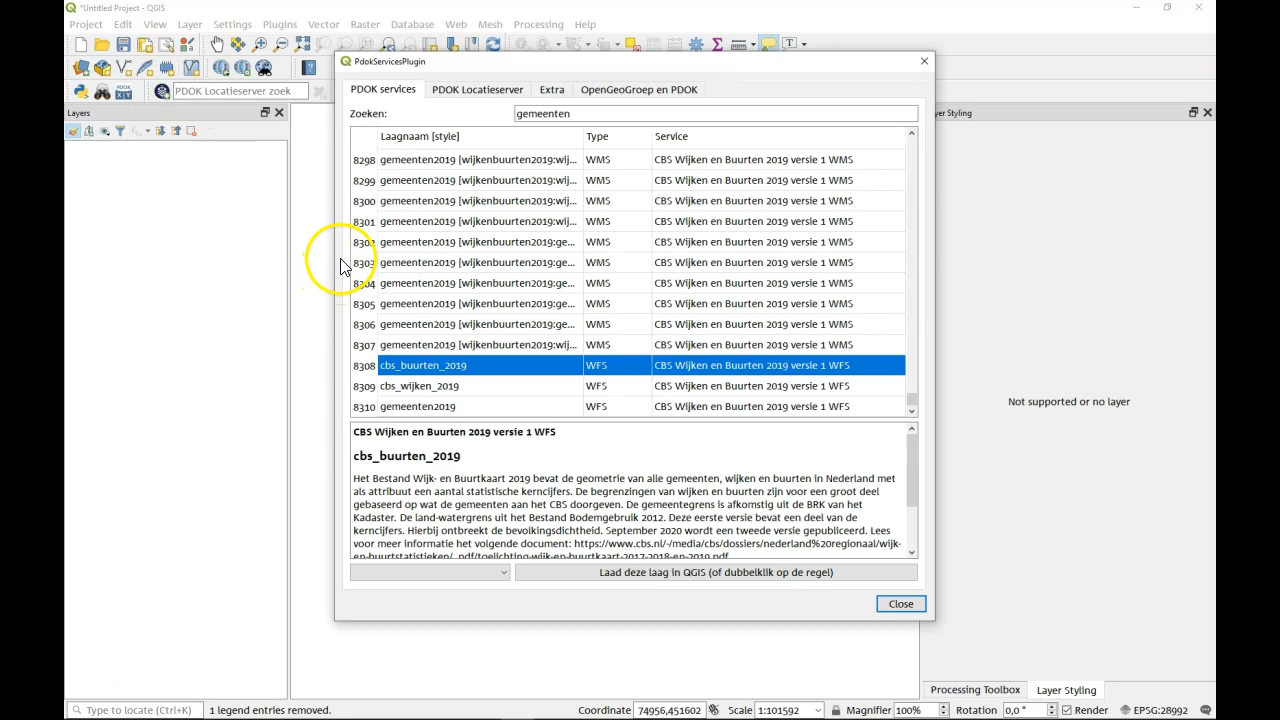 *Untitled Project — QGIS
Project Edit View Layer Settings Plugins Vector Raster Database Web Mesh Processing Help
PDOK Locatieserver zoek
Layers
PdokServicesPlugin
PDOK services PDOK Locatieserver Extra OpenGeoGroep en PDOK
Zoeken: gemeenten
Laagnaam [style] Type Service
8298 gemeenten2019 [wijkenbuurten2019:wij... WMS CBS Wijken en Buurten 2019 versie 1 WMS
8299 gemeenten2019 [wijkenbuurten2019:wij... WMS CBS Wijken en Buurten 2019 versie 1 WMS
8300 gemeenten2019 [wijkenbuurten2019:wij... WMS CBS Wijken en Buurten 2019 versie 1 WMS
8301 gemeenten2019 [wijkenbuurten2019:wij... WMS CBS Wijken en Buurten 2019 versie 1 WMS
8302 gemeenten2019 [wijkenbuurten2019:ge... WMS CBS Wijken en Buurten 2019 versie 1 WMS
8303 gemeenten2019 [wijkenbuurten2019:ge... WMS CBS Wijken en Buurten 2019 versie 1 WMS
8304 gemeenten2019 [wijkenbuurten2019:ge... WMS CBS Wijken en Buurten 2019 versie 1 WMS
8305 gemeenten2019 [wijkenbuurten2019:ge... WMS CBS Wijken en Buurten 2019 versie 1 WMS
8306 gemeenten2019 [wijkenbuurten2019:ge... WMS CBS Wijken en Buurten 2019 versie 1 WMS
8307 gemeenten2019 [wijkenbuurten2019:wij... WMS CBS Wijken en Buurten 2019 versie 1 WMS
8308 cbs_buurten_2019 WFS CBS Wijken en Buurten 2019 versie 1 WFS
8309 cbs_wijken_2019 WFS CBS Wijken en Buurten 2019 versie 1 WFS
8310 gemeenten2019 WFS CBS Wijken en Buurten 2019 versie 1 WFS
CBS Wijken en Buurten 2019 versie 1 WFS
cbs_buurten_2019
Het Bestand Wijk- en Buurtkaart 2019 bevat de geometrie van alle gemeenten, wijken en buurten in Nederland met
als attribuut een aantal statistische kerncijfers. De begrenzingen van wijken en buurten zijn voor een groot deel
gebaseerd op wat de gemeenten aan het CBS doorgeven. De gemeentegrens is afkomstig uit de BRK van het
Kadaster. De land-watergrens uit het Bestand Bodemgebruik 2012. Deze eerste versie bevat een deel van de
kerncijfers. Hierbij ontbreekt de bevolkingsdichtheid. September 2020 wordt een tweede versie gepubliceerd. Lees
voor meer informatie het volgende document: https://www.cbs.nl/-/media/cbs/dossiers/nederland%20regionaal/wijk-
en-buurtstatistieken/_pdf/toelichting-wijk-en-buurtkaart-2017-2018-en-2019.pdf
Laad deze laag in QGIS (of dubbelklik op de regel)
Close
yer Styling
Not supported or no layer
Processing Toolbox Layer Styling
Type to locate (Ctrl+K) 1 legend entries removed. Coordinate 74956,451602 Scale 1:101592 Magnifier 100% Rotation 0,0 ° Render EPSG:28992